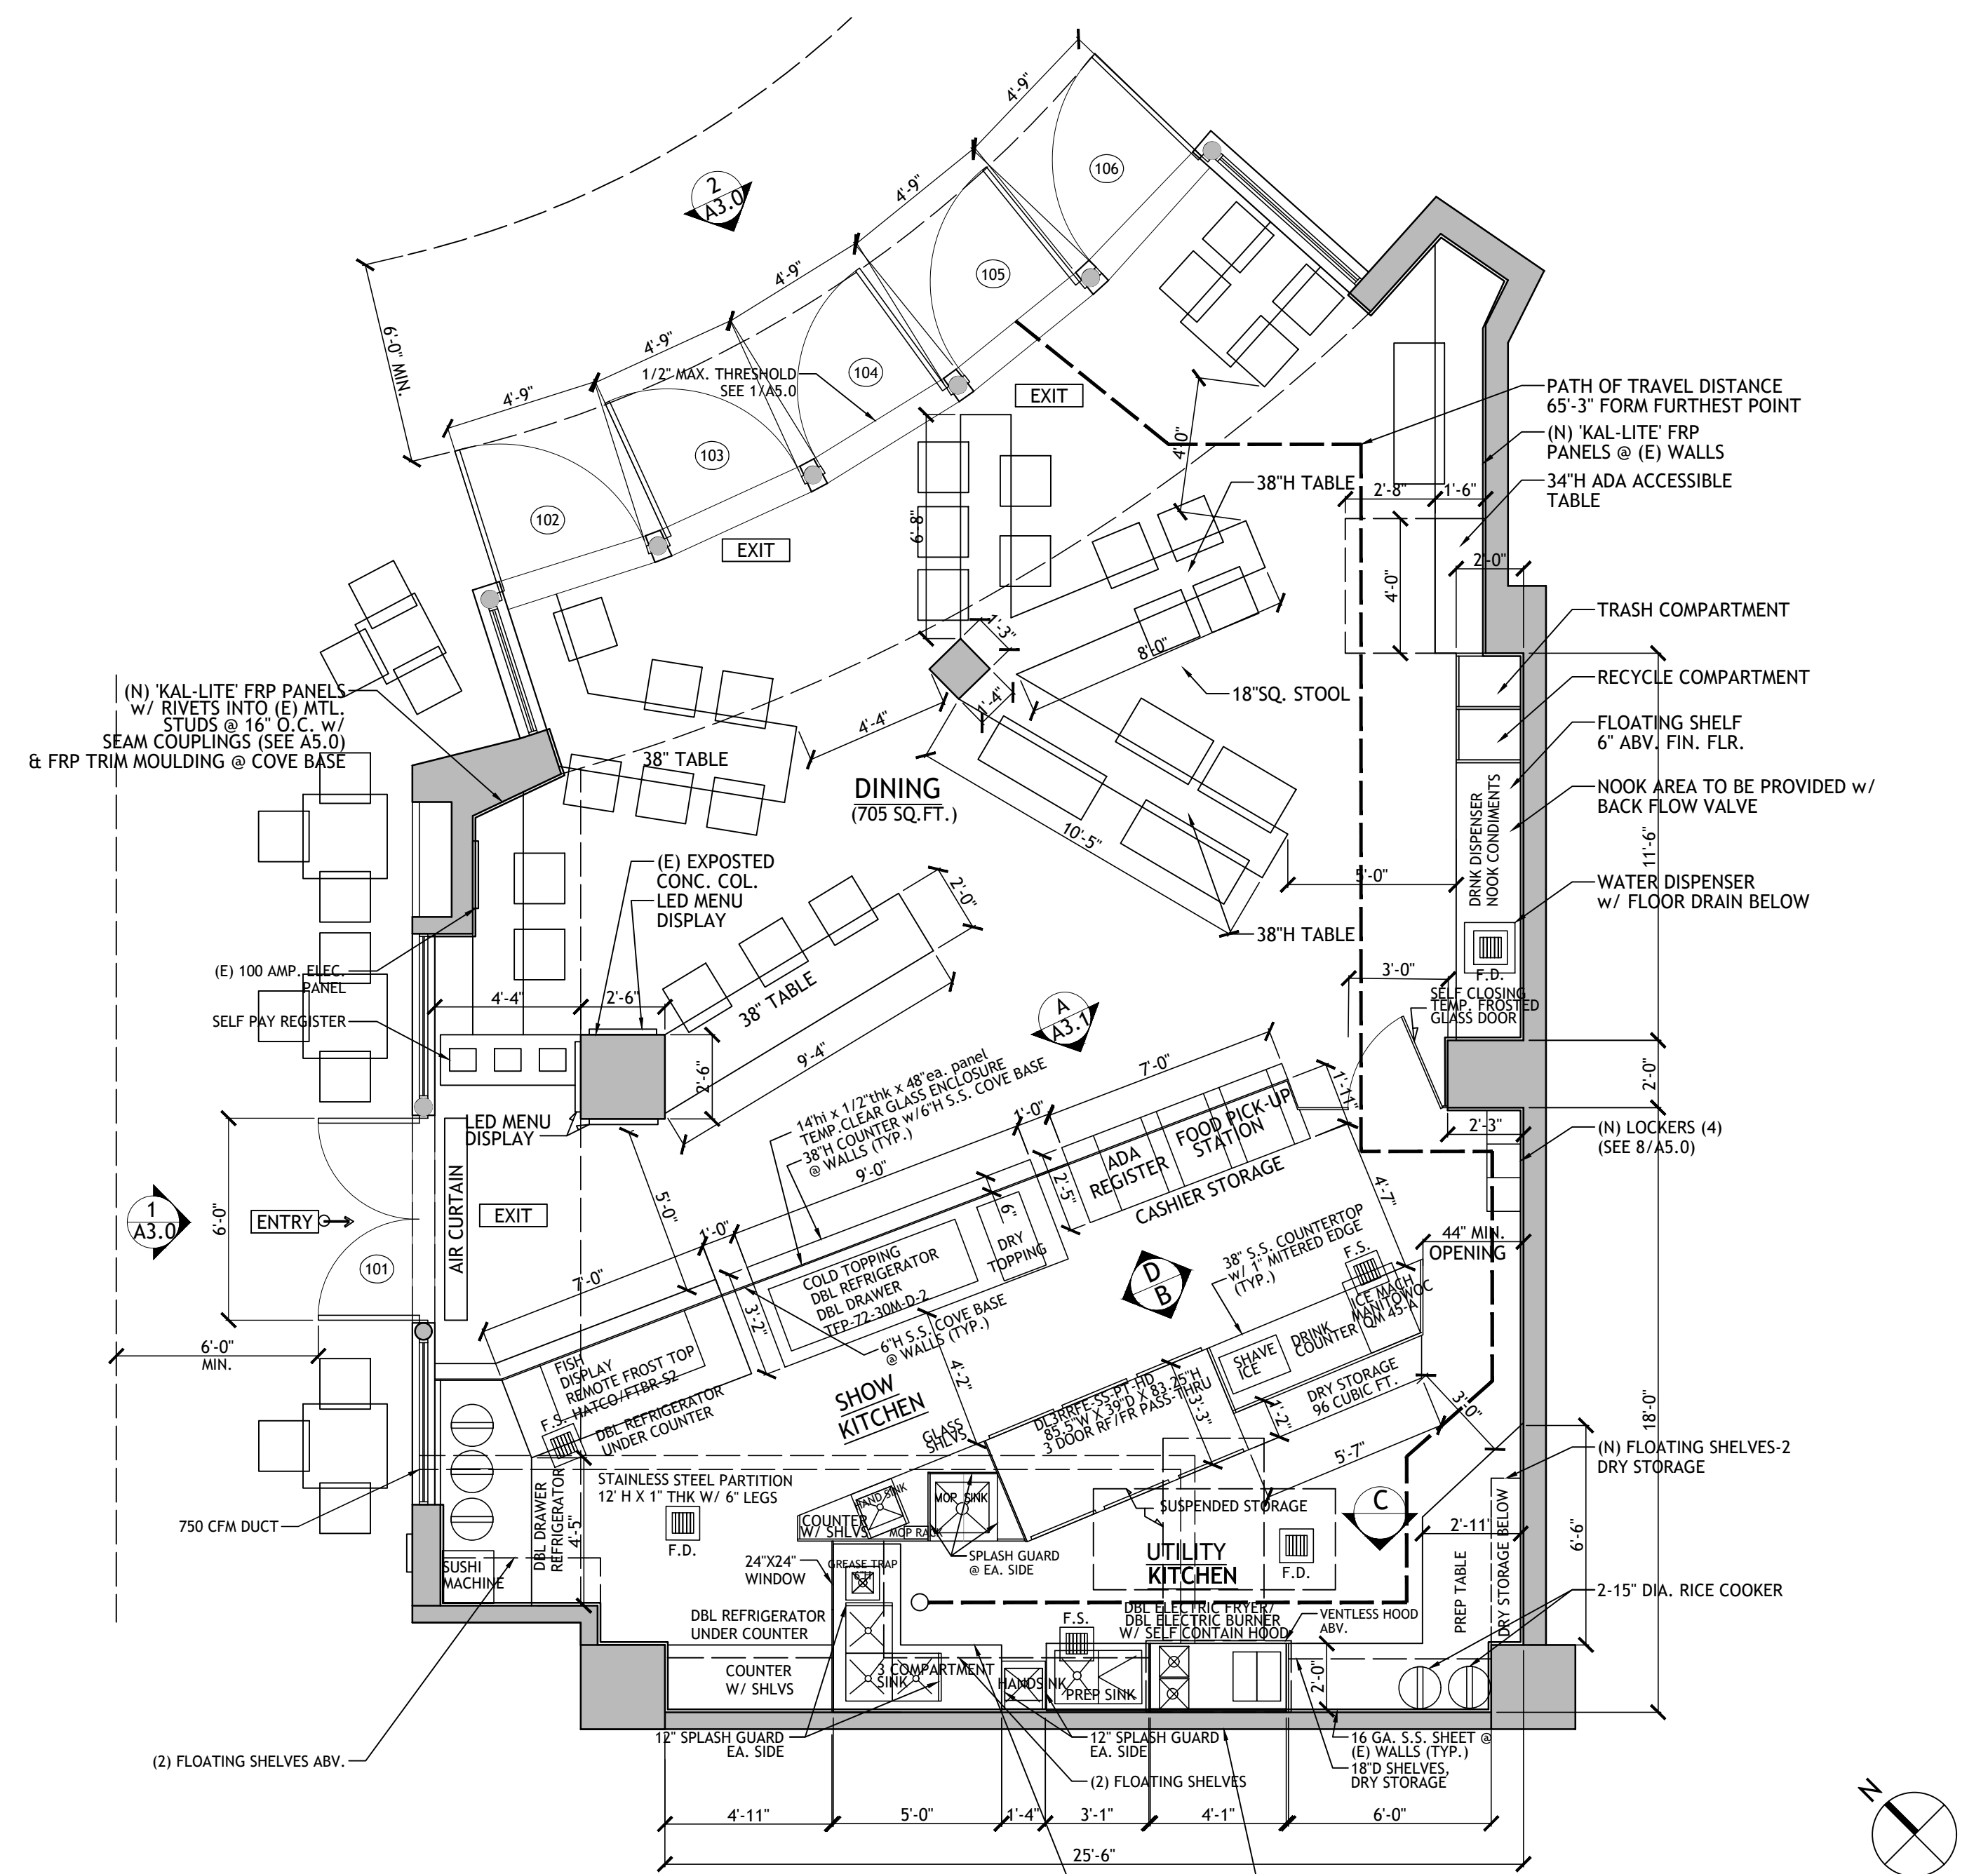 4'-9"
106
2
A3.0
4'-9"
105
4'-9"
6'-0" MIN.
4'-9"
1/2" MAX. THRESHOLD
SEE 1/A5.0
104
4'-9"
EXIT
PATH OF TRAVEL DISTANCE
65'-3" FORM FURTHEST POINT
(N) 'KAL-LITE' FRP
PANELS @ (E) WALLS
103
4'-0"
34"H ADA ACCESSIBLE
TABLE
38"H TABLE
2'-8"
1'-6"
102
6'-8"
EXIT
2'-0"
4'-0"
TRASH COMPARTMENT
1'-3"
8'-0"
RECYCLE COMPARTMENT
(N) 'KAL-LITE' FRP PANELS
w/ RIVETS INTO (E) MTL.
STUDS @ 16" O.C. w/
SEAM COUPLINGS (SEE A5.0)
& FRP TRIM MOULDING @ COVE BASE
18"SQ. STOOL
1'-4"
4'-4"
FLOATING SHELF
6" ABV. FIN. FLR.
38" TABLE
DINING
(705 SQ.FT.)
NOOK AREA TO BE PROVIDED w/
BACK FLOW VALVE
DRNK DISPENSER
NOOK CONDIMENTS
10'-5"
11'-6"
(E) EXPOSTED
CONC. COL.
LED MENU
DISPLAY
5'-0"
2'-0"
WATER DISPENSER
w/ FLOOR DRAIN BELOW
38"H TABLE
(E) 100 AMP. ELEC.
PANEL
3'-0"
F.D.
SELF CLOSING
TEMP. FROSTED
GLASS DOOR
4'-4"
2'-6"
38" TABLE
SELF PAY REGISTER
A
A3.1
9'-4"
2'-6"
14'hi x 1/2"thk x 48"ea. panel
TEMP.CLEAR GLASS ENCLOSURE
38"H COUNTER w/6"H S.S. COVE BASE
@ WALLS (TYP.)
7'-0"
1'-11"
2'-0"
LED MENU
DISPLAY
1'-0"
FOOD PICK-UP
STATION
2'-3"
(N) LOCKERS (4)
(SEE 8/A5.0)
9'-0"
ADA
REGISTER
2'-5"
CASHIER STORAGE
4'-7"
6'-0"
1
A3.0
ENTRY
AIR CURTAIN
EXIT
5'-0"
6"
1'-0"
DRY
TOPPING
44" MIN.
OPENING
101
7'-0"
COLD TOPPING
DBL REFRIGERATOR
DBL DRAWER
TFP-72-30M-D-2
38" S.S. COUNTERTOP
w/ 1" MITERED EDGE
(TYP.)
F.S.
D
B
ICE MACH
MANITOWOC
QM 45-A
3'-2"
6"H S.S. COVE BASE
@ WALLS (TYP.)
DRINK
COUNTER
6'-0"
MIN.
FISH
DISPLAY
REMOTE FROST TOP
HATCO/FTBR-S2
F.S.
SHAVE
ICE
DBL REFRIGERATOR
UNDER COUNTER
4'-2"
SHOW
KITCHEN
DRY STORAGE
96 CUBIC FT.
DL3RRFE-SS-PT-HD
85.5"W X 39"D X 83.25"H
3 DOOR RF/FR PASS-THRU
3'-3"
1'-2"
3'-0"
18'-0"
GLASS
SHLVS
5'-7"
(N) FLOATING SHELVES-2
DRY STORAGE
STAINLESS STEEL PARTITION
12' H X 1" THK W/ 6" LEGS
DBL DRAWER
REFRIGERATOR
4'-5"
HAND SINK
MOP SINK
SUSPENDED STORAGE
C
750 CFM DUCT
COUNTER
W/ SHLVS
MOP RACK
2'-11"
DRY STORAGE BELOW
6'-6"
F.D.
SPLASH GUARD
@ EA. SIDE
UTILITY
KITCHEN
F.D.
24"X24"
WINDOW
GREASE TRAP
SUSHI
MACHINE
PREP TABLE
2-15" DIA. RICE COOKER
DBL REFRIGERATOR
UNDER COUNTER
F.S.
DBL ELECTRIC FRYER/
DBL ELECTRIC BURNER
W/ SELF CONTAIN HOOD
VENTLESS HOOD
ABV.
COUNTER
W/ SHLVS
3 COMPARTMENT
SINK
HANDSINK
PREP SINK
2'-0"
12" SPLASH GUARD
EA. SIDE
12" SPLASH GUARD
EA. SIDE
16 GA. S.S. SHEET @
(E) WALLS (TYP.)
18"D SHELVES,
DRY STORAGE
(2) FLOATING SHELVES ABV.
(2) FLOATING SHELVES
N
4'-11"
5'-0"
1'-4"
3'-1"
4'-1"
6'-0"
25'-6"